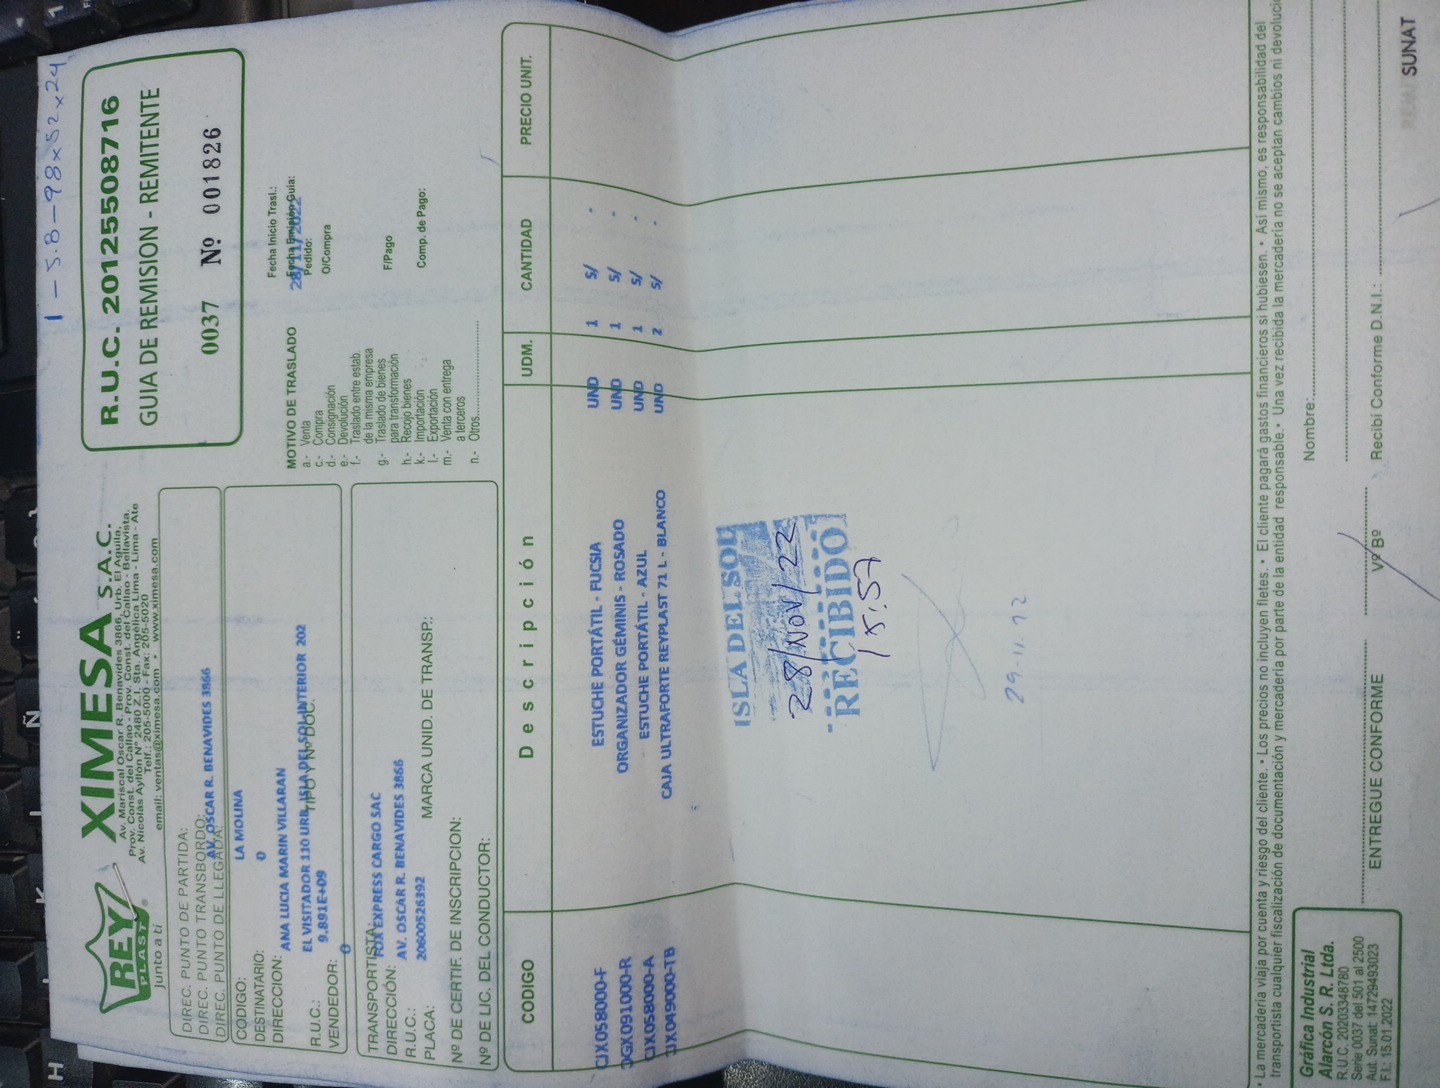 1 - 5.8 - 98x52x24
REY
PLAST
junto a tí
XIMESA S.A.C.
Av. Mariscal Oscar R. Benavides 3866, Urb. El Aguila,
Prov. Const. del Callao - Prov. Const. del Callao - Bellavista.
Av. Nicolás Ayllón Nº 2480 Z.I. Sta. Angélica Lima - Lima - Ate
Telf.: 205-5000 - Fax: 205-5020
email: ventas@ximesa.com • www.ximesa.com
R.U.C. 20125508716
GUIA DE REMISION - REMITENTE
0037 Nº 001826
DIREC. PUNTO DE PARTIDA:
DIREC. PUNTO TRANSBORDO:
DIREC. PUNTO DE LLEGADA:
AV. OSCAR R. BENAVIDES 3866
CODIGO:
LA MOLINA
DESTINATARIO:
0
DIRECCION:
ANA LUCIA MARIN VILLARAN
EL VISITADOR 110 URB. ISLA DEL SOL INTERIOR 202
R.U.C.:
9.891E+09
TIPO Y Nº DOC.
VENDEDOR:
0
TRANSPORTISTA:
FOX EXPRESS CARGO SAC
DIRECCIÓN:
AV. OSCAR R. BENAVIDES 3866
R.U.C.:
20600526392
PLACA:
MARCA UNID. DE TRANSP.:
Nº DE CERTIF. DE INSCRIPCION:
Nº DE LIC. DEL CONDUCTOR:
MOTIVO DE TRASLADO
a.- Venta
c.- Compra
d.- Consignación
e.- Devolución
f.- Traslado entre estab.
de la misma empresa
g.- Traslado de bienes
para transformación
h.- Recojo bienes
k.- Importación
l.- Exportación
m.- Venta con entrega
a terceros
n.- Otros
Fecha Inicio Trasl.:
Fecha Emisión Guía:
28/11/2022
Pedido:
O/Compra
F/Pago
Comp. de Pago:
CODIGO Descripción UDM. CANTIDAD PRECIO UNIT.
CJX058000-F ESTUCHE PORTÁTIL - FUCSIA UND 1 S/ -
OGX091000-R ORGANIZADOR GÉMINIS - ROSADO UND 1 S/ -
CJX058000-A ESTUCHE PORTÁTIL - AZUL UND 1 S/ -
CJX049000-TB CAJA ULTRAFORTE REYPLAST 71 L - BLANCO UND 2 S/ -
ISLA DEL SOL
28/NOV/22
RECIBIDO
15:57
29-11-22
• La mercadería viaja por cuenta y riesgo del cliente. • Los precios no incluyen fletes. • El cliente pagará gastos financieros si hubiesen. • Así mismo, es responsabilidad del
transportista cualquier fiscalización de documentación y mercadería por parte de la entidad responsable. • Una vez recibida la mercadería no se aceptan cambios ni devoluci
Gráfica Industrial
Alarcón S. R. Ltda.
R.U.C. 20203348780
Serie 0037 del 501 al 2500
Aut. Sunat: 14729493023
F.I.: 15.01.2022
ENTREGUE CONFORME
Vº Bº
Nombre:
Recibí Conforme D.N.I.:
SUNAT